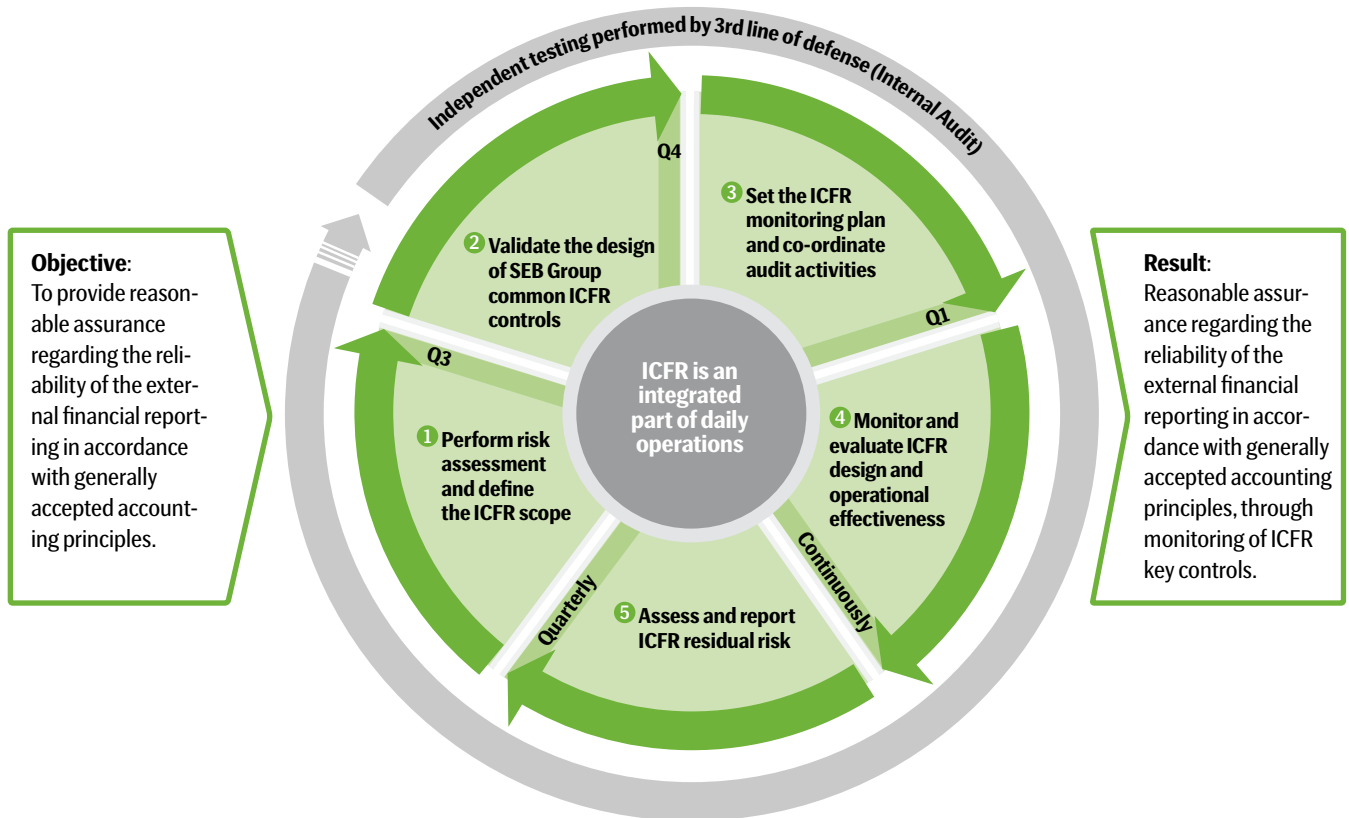 Independent testing performed by 3rd line of defense (Internal Audit)
Objective:
To provide reason-
able assurance
regarding the reli-
ability of the exter-
nal financial report-
ing in accordance
with generally
accepted account-
ing principles.
1 Perform risk
assessment
and define
the ICFR scope
Q3
2 Validate the design
of SEB Group
common ICFR
controls
Q4
3 Set the ICFR
monitoring plan
and co-ordinate
audit activities
Q1
4 Monitor and
evaluate ICFR
design and
operational
effectiveness
Continuously
5 Assess and report
ICFR residual risk
Quarterly
ICFR is an
integrated
part of daily
operations
Result:
Reasonable assur-
ance regarding the
reliability of the
external financial
reporting in accor-
dance with generally
accepted accounting
principles, through
monitoring of ICFR
key controls.